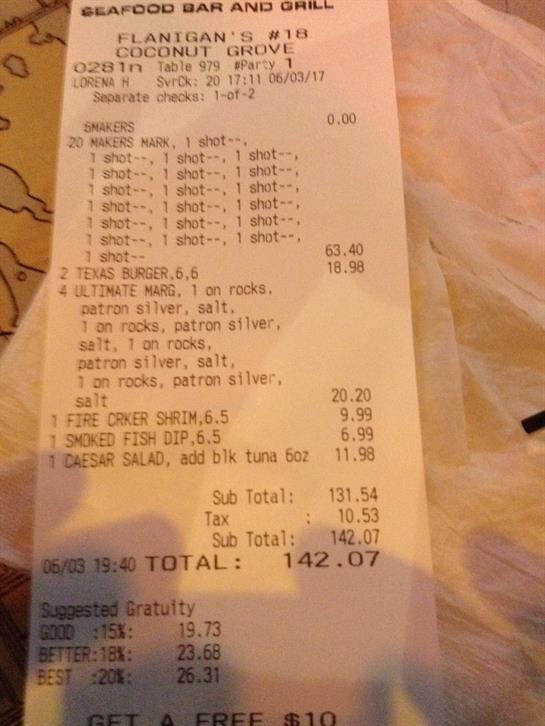 SEAFOOD BAR AND GRILL
FLANIGAN'S #18
COCONUT GROVE
0281n Table 979 #Party 1
LORENA H SvrCk: 20 17:11 06/03/17
Separate checks: 1-of-2
5MAKERS 0.00
20 MAKERS MARK, 1 shot--,
1 shot--, 1 shot--, 1 shot--,
1 shot--, 1 shot--, 1 shot--,
1 shot--, 1 shot--, 1 shot--,
1 shot--, 1 shot--, 1 shot--,
1 shot--, 1 shot--, 1 shot--,
1 shot--, 1 shot--, 1 shot--,
1 shot-- 63.40
2 TEXAS BURGER,6,6 18.98
4 ULTIMATE MARG, 1 on rocks,
patron silver, salt,
1 on rocks, patron silver,
salt, 1 on rocks,
patron silver, salt,
1 on rocks, patron silver,
salt 20.20
1 FIRE CRKER SHRIM,6.5 9.99
1 SMOKED FISH DIP,6.5 6.99
1 CAESAR SALAD, add blk tuna 6oz 11.98
Sub Total: 131.54
Tax : 10.53
Sub Total: 142.07
06/03 19:40 TOTAL: 142.07
Suggested Gratuity
GOOD :15%: 19.73
BETTER:18%: 23.68
BEST :20%: 26.31
GET A FREE $10